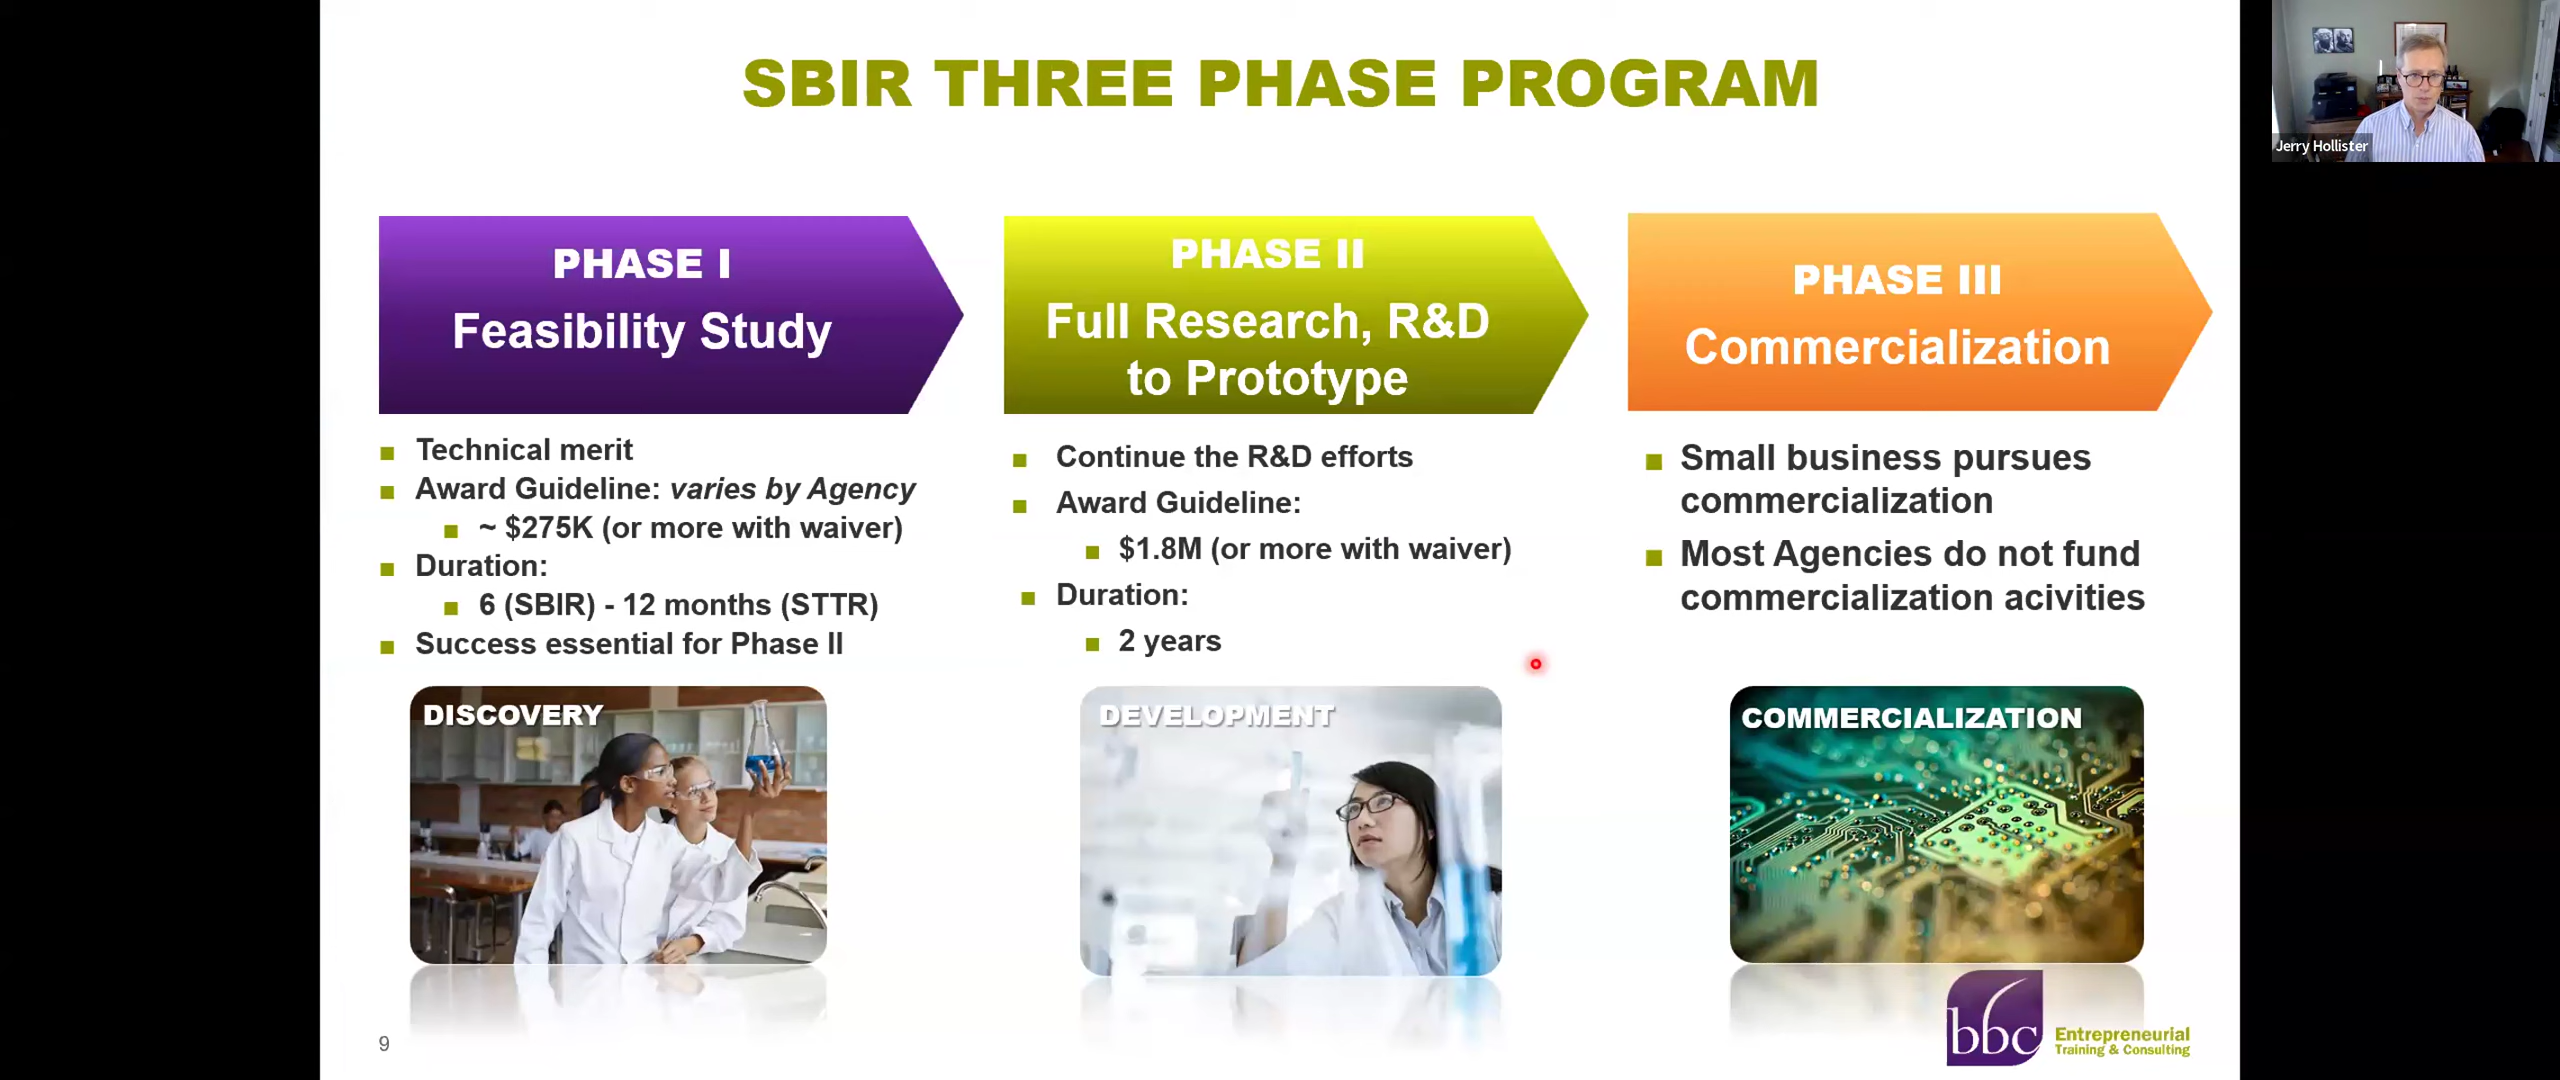 SBIR THREE PHASE PROGRAM
Jerry Hollister
PHASE I
Feasibility Study
Technical merit
Award Guideline: varies by Agency
~ $275K (or more with waiver)
Duration:
6 (SBIR) - 12 months (STTR)
Success essential for Phase II
DISCOVERY
PHASE II
Full Research, R&D
to Prototype
Continue the R&D efforts
Award Guideline:
$1.8M (or more with waiver)
Duration:
2 years
DEVELOPMENT
PHASE III
Commercialization
Small business pursues
commercialization
Most Agencies do not fund
commercialization acivities
COMMERCIALIZATION
9
bbc
Entrepreneurial
Training & Consulting